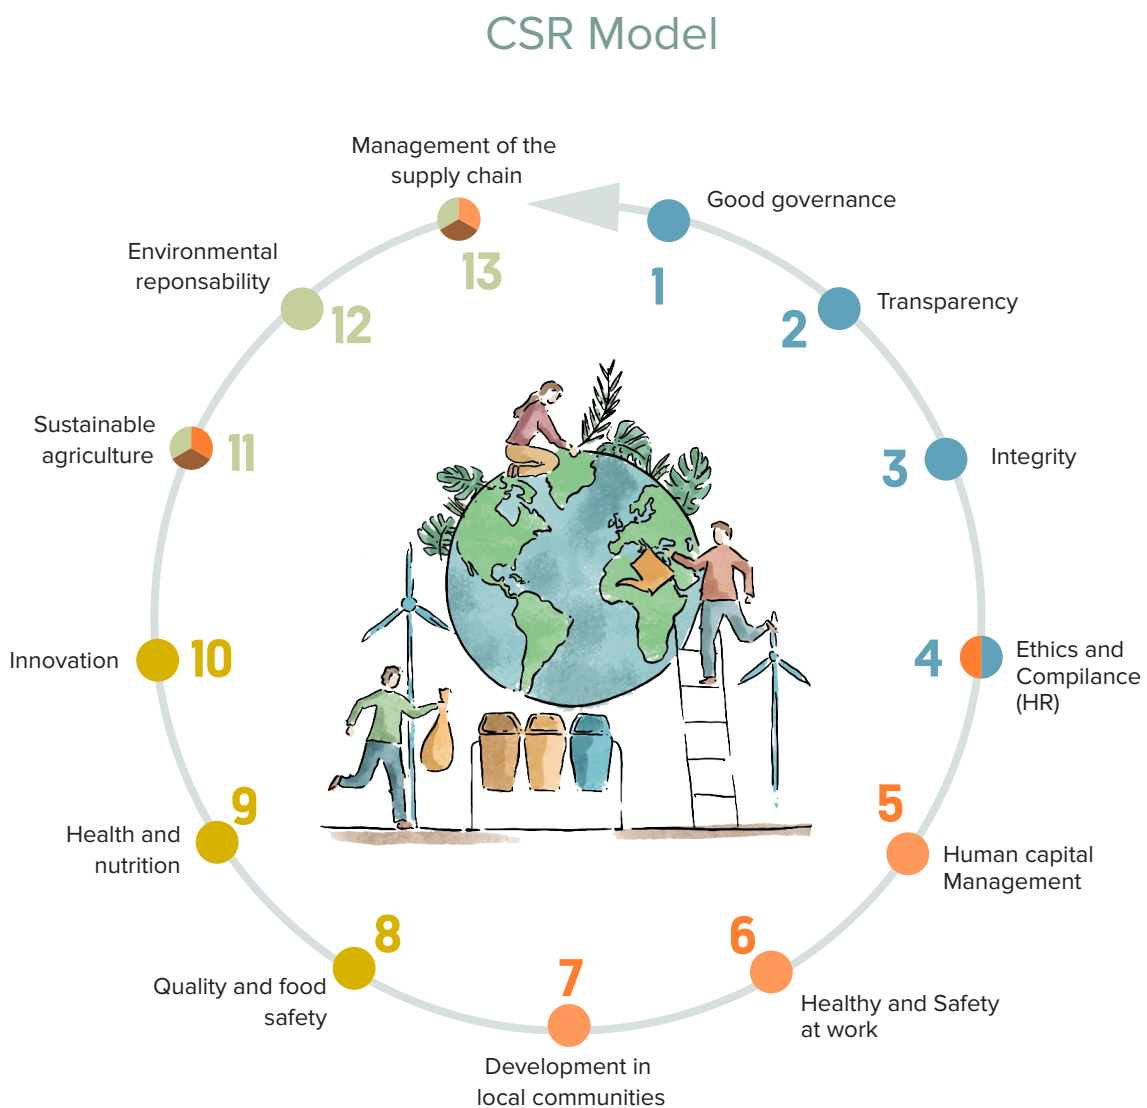 CSR Model
Good governance
1
Transparency
2
Integrity
3
Ethics and
Compilance
(HR)
4
Human capital
Management
5
Healthy and Safety
at work
6
Development in
local communities
7
Quality and food
safety
8
Health and
nutrition
9
Innovation
10
Sustainable
agriculture
11
Environmental
reponsability
12
Management of the
supply chain
13